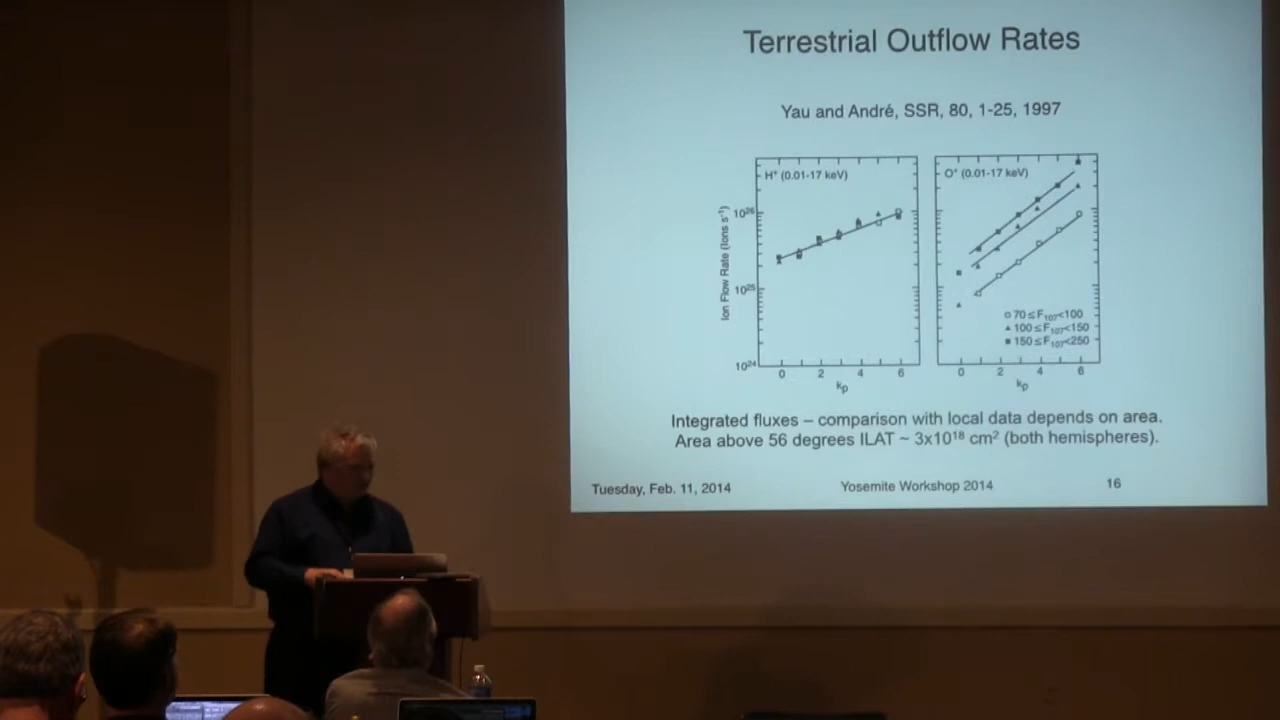 Terrestrial Outflow Rates
Yau and André, SSR, 80, 1-25, 1997
H⁺ (0.01-17 keV)
O⁺ (0.01-17 keV)
Ion Flow Rate (Ions s⁻¹)
10²⁶
10²⁵
10²⁴
70≤F₁₀₇<100
100≤F₁₀₇<150
150≤F₁₀₇<250
0 2 4 6
0 2 4 6
kp
kp
Integrated fluxes – comparison with local data depends on area.
Area above 56 degrees ILAT ~ 3x10¹⁸ cm² (both hemispheres).
Tuesday, Feb. 11, 2014
Yosemite Workshop 2014
16